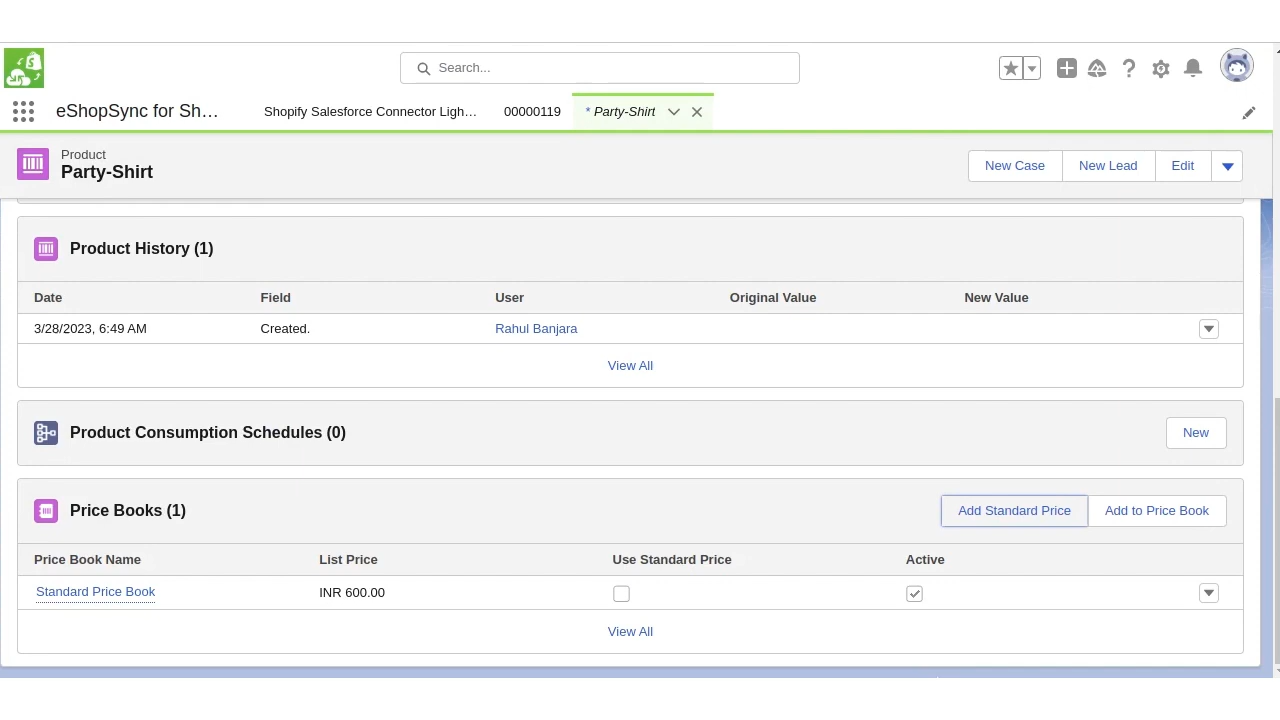 Search...
eShopSync for Sh...
Shopify Salesforce Connector Ligh...
00000119
* Party-Shirt
Product
Party-Shirt
New Case
New Lead
Edit
Product History (1)
Date Field User Original Value New Value
3/28/2023, 6:49 AM Created. Rahul Banjara
View All
Product Consumption Schedules (0)
New
Price Books (1)
Add Standard Price
Add to Price Book
Price Book Name List Price Use Standard Price Active
Standard Price Book INR 600.00
View All